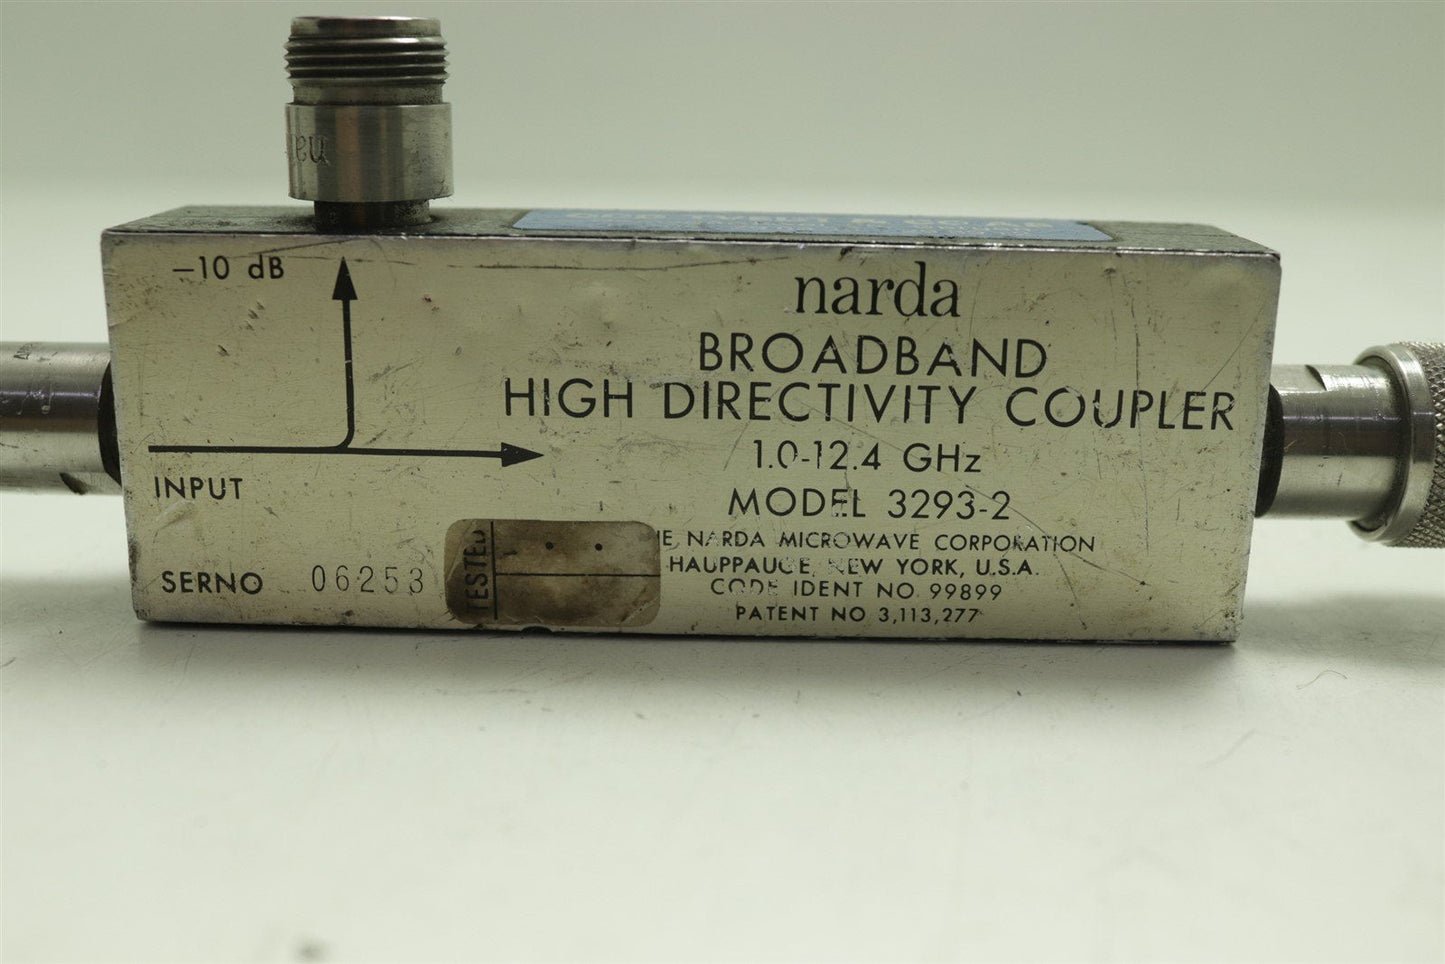 −10 dB
narda
BROADBAND
HIGH DIRECTIVITY COUPLER
1.0-12.4 GHz
INPUT
MODEL 3293-2
NARDA MICROWAVE CORPORATION
HAUPPAUGE, NEW YORK, U.S.A.
SERNO 06253
TESTED
CODE IDENT NO 99899
PATENT NO 3,113,277